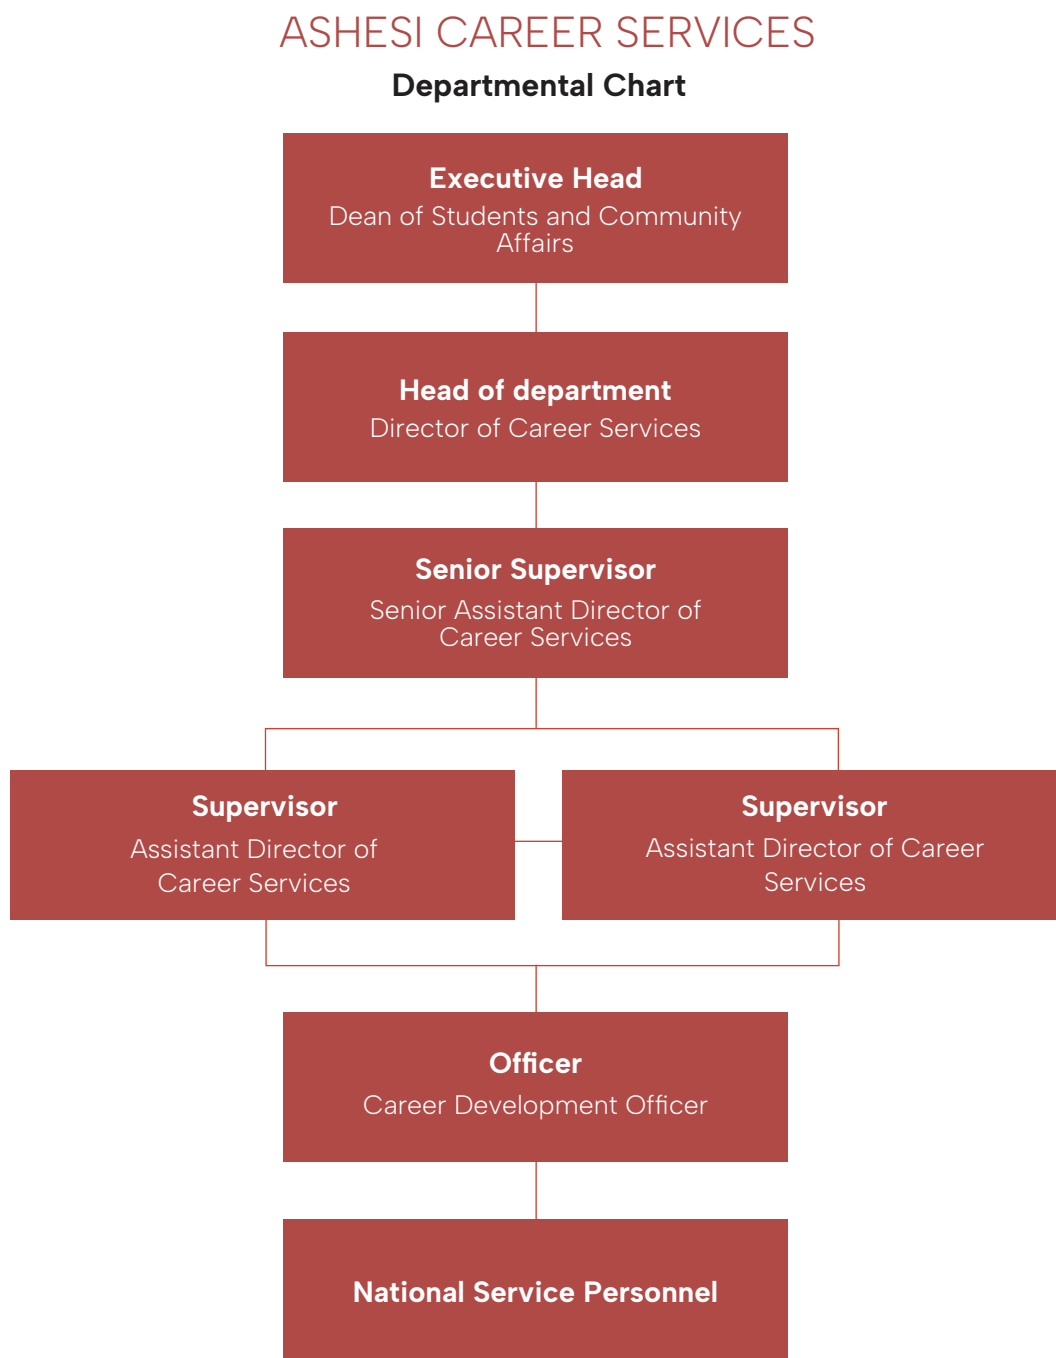 ASHESI CAREER SERVICES
Departmental Chart
Executive Head
Dean of Students and Community
Affairs
Head of department
Director of Career Services
Senior Supervisor
Senior Assistant Director of
Career Services
Supervisor
Assistant Director of
Career Services
Supervisor
Assistant Director of Career
Services
Officer
Career Development Officer
National Service Personnel